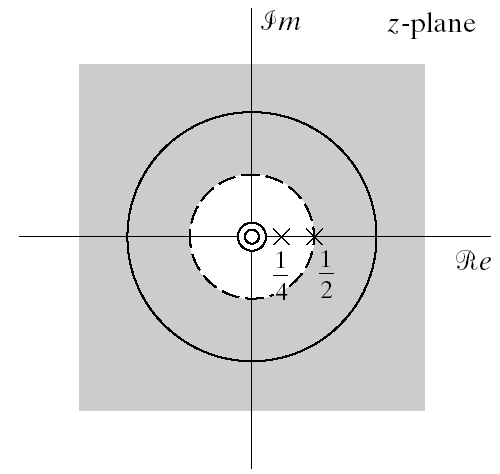 ℐm
z-plane
ℛe
1/4
1/2